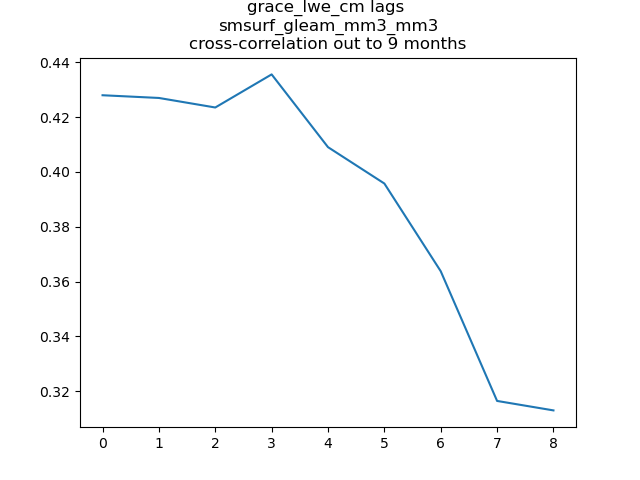 grace_lwe_cm lags
smsurf_gleam_mm3_mm3
cross-correlation out to 9 months
0.44
0.42
0.40
0.38
0.36
0.34
0.32
0 1 2 3 4 5 6 7 8